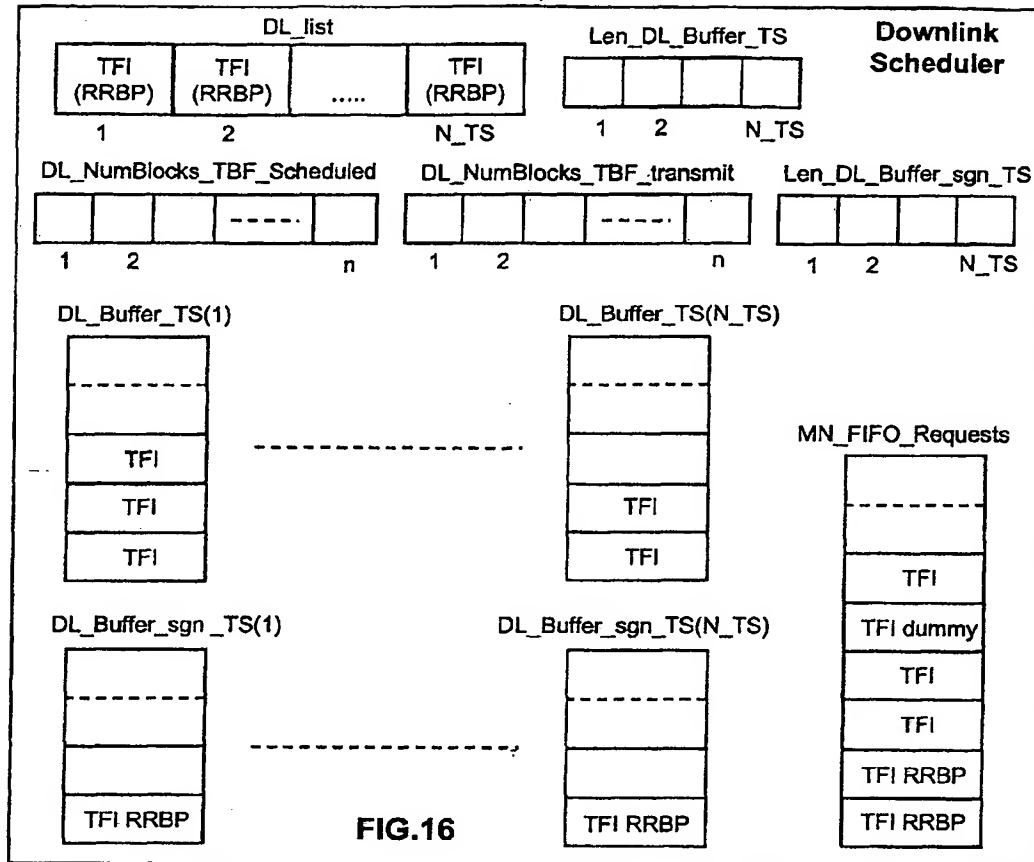 DL_list
Len_DL_Buffer_TS
Downlink
Scheduler
TFI
(RRBP)
TFI
(RRBP)
.....
TFI
(RRBP)
1
2
N_TS
1
2
N_TS
DL_NumBlocks_TBF_Scheduled
DL_NumBlocks_TBF_transmit
Len_DL_Buffer_sgn_TS
1
2
n
1
2
n
1
2
N_TS
DL_Buffer_TS(1)
DL_Buffer_TS(N_TS)
TFI
TFI
TFI
TFI
TFI
MN_FIFO_Requests
TFI
TFI dummy
TFI
TFI
TFI RRBP
TFI RRBP
DL_Buffer_sgn _TS(1)
DL_Buffer_sgn_TS(N_TS)
TFI RRBP
TFI RRBP
FIG.16